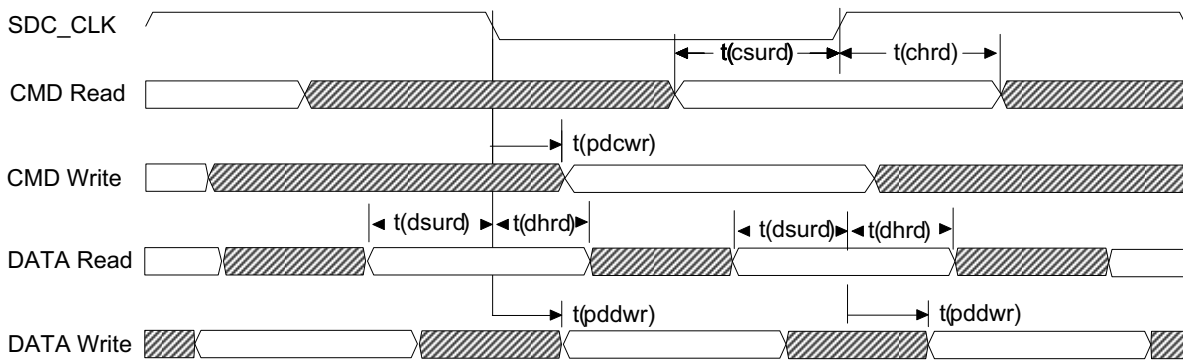 SDC_CLK
t(csurd) t(chrd)
CMD Read
t(pdcwr)
CMD Write
t(dsurd) t(dhrd) t(dsurd) t(dhrd)
DATA Read
t(pddwr) t(pddwr)
DATA Write